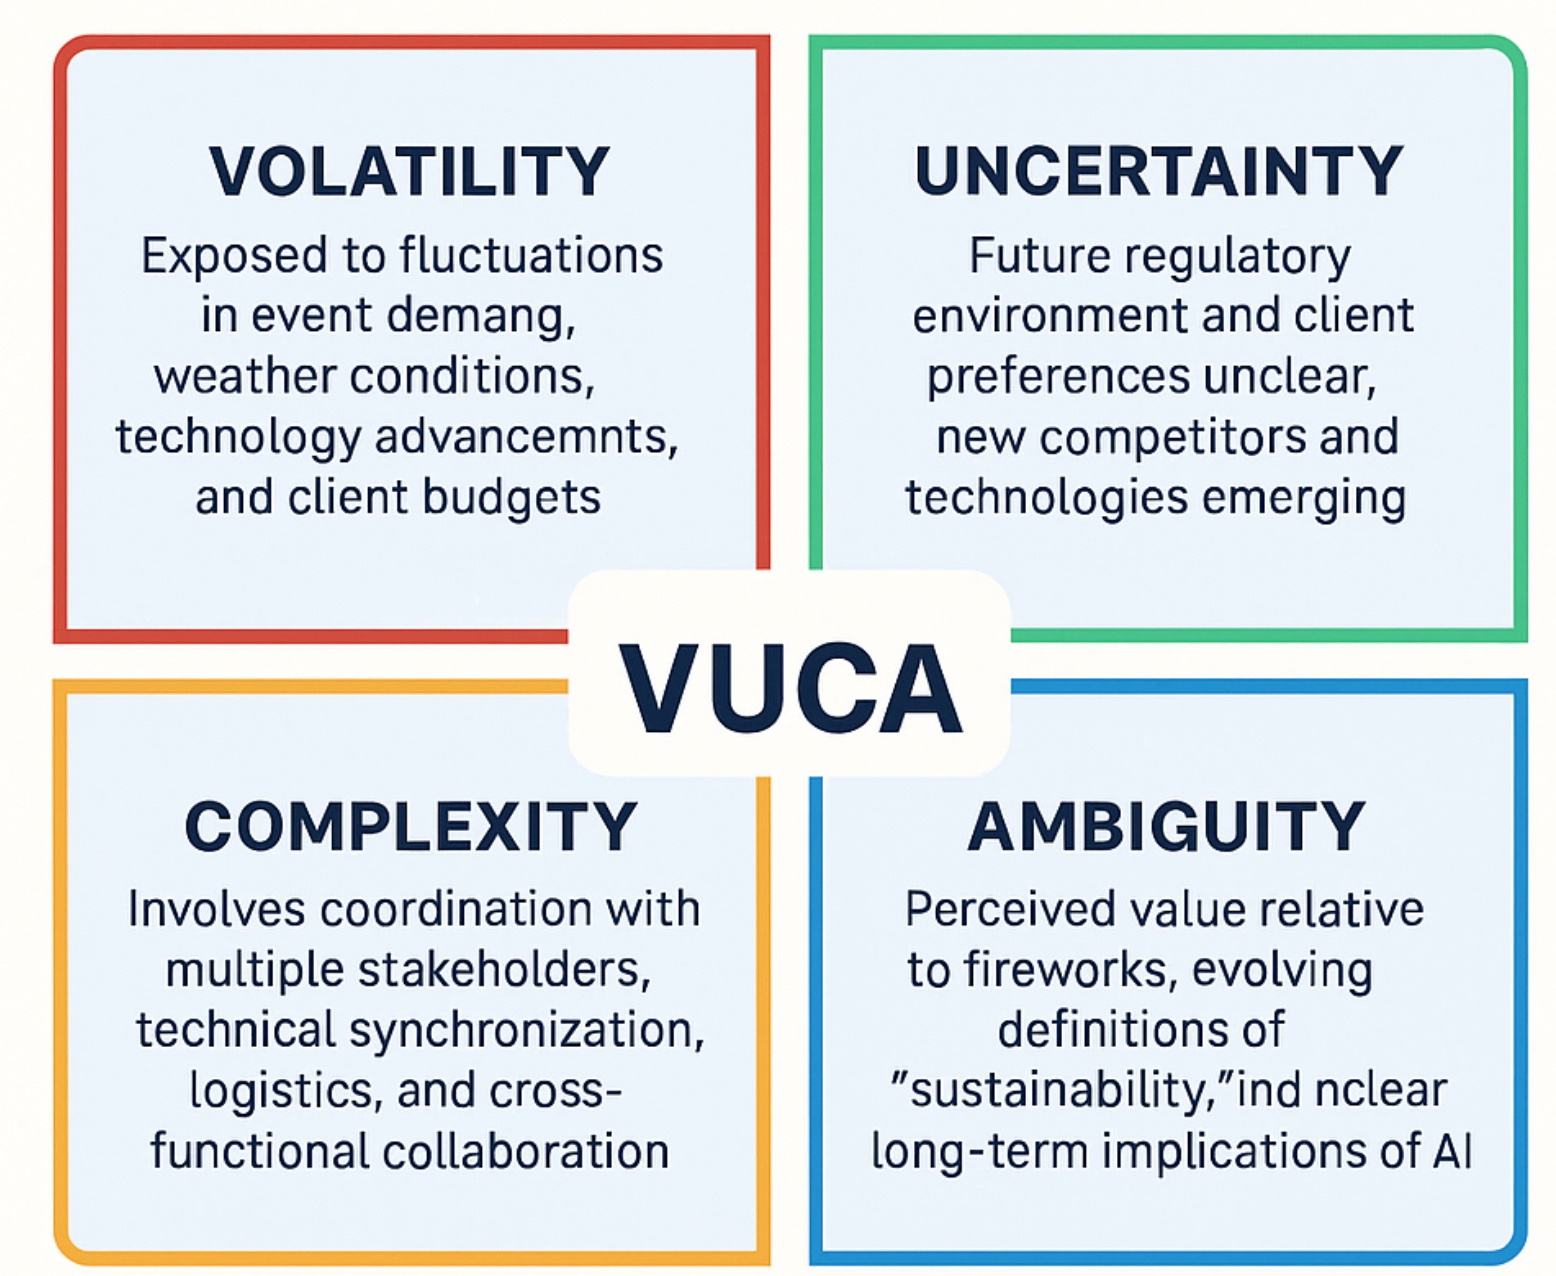 VOLATILITY
Exposed to fluctuations
in event demang,
weather conditions,
technology advancemnts,
and client budgets
UNCERTAINTY
Future regulatory
environment and client
preferences unclear,
new competitors and
technologies emerging
VUCA
COMPLEXITY
Involves coordination with
multiple stakeholders,
technical synchronization,
logistics, and cross-
functional collaboration
AMBIGUITY
Perceived value relative
to fireworks, evolving
definitions of
"sustainability,"ind nclear
long-term implications of AI